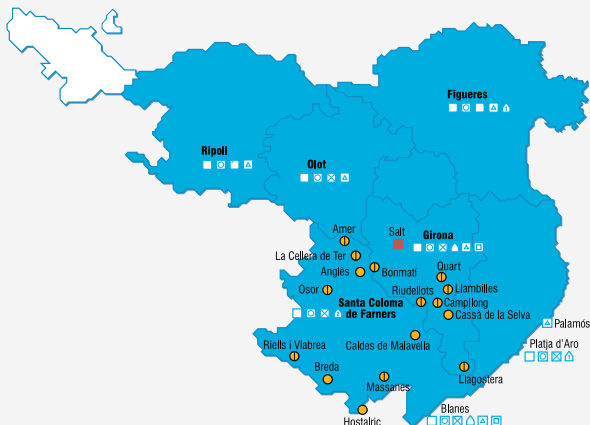 Figueres
Ripoll
Olot
Amer
Salt
Girona
La Cellera de Ter
Anglès
Bonmatí
Quart
Osor
Riudellots
Llambilles
Santa Coloma
de Farners
Campllong
Cassà de la Selva
Palamós
Riells i Viabrea
Caldes de Malavella
Platja d'Aro
Breda
Massanes
Llagostera
Hostalric
Blanes